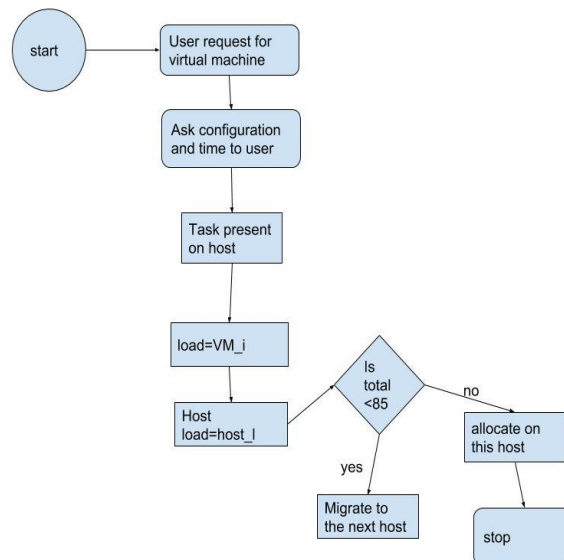 start
User request for
virtual machine
Ask configuration
and time to user
Task present
on host
load=VM_i
Host
load=host_l
Is
total
<85
no
allocate on
this host
yes
Migrate to
the next host
stop